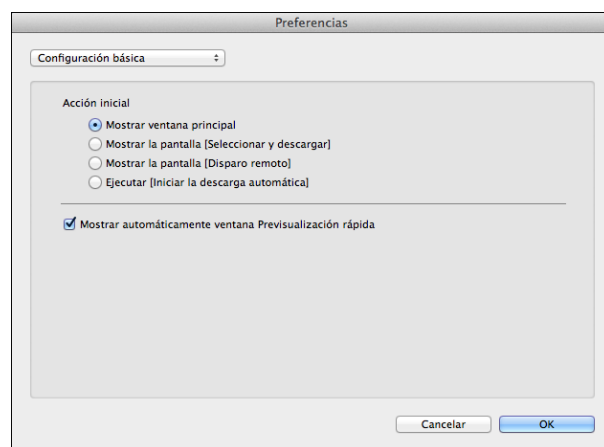 Preferencias
Configuración básica
Acción inicial
Mostrar ventana principal
Mostrar la pantalla [Seleccionar y descargar]
Mostrar la pantalla [Disparo remoto]
Ejecutar [Iniciar la descarga automática]
Mostrar automáticamente ventana Previsualización rápida
Cancelar OK